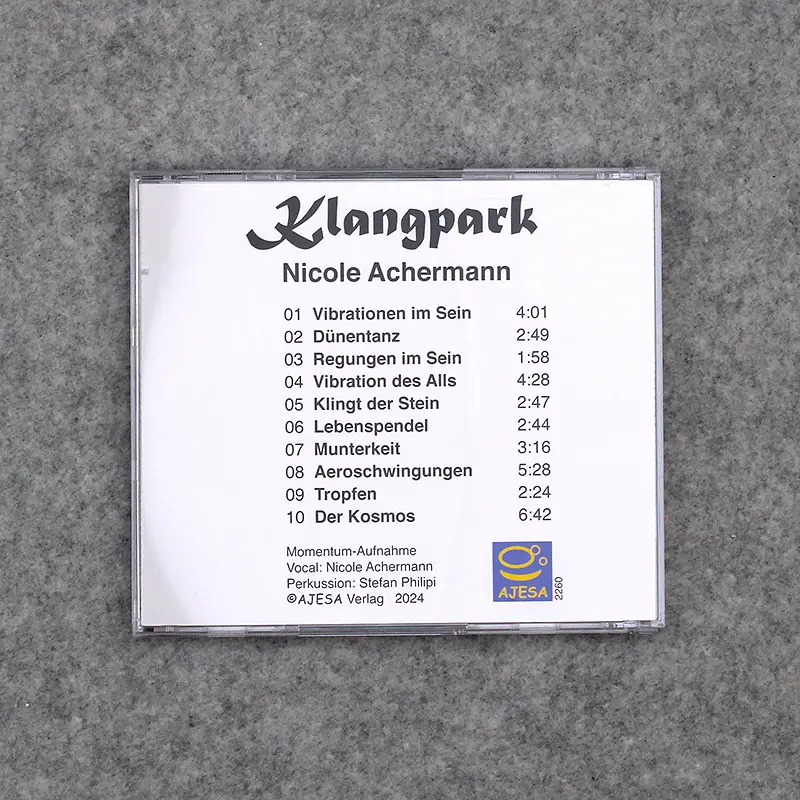 Klangpark
Nicole Achermann
01 Vibrationen im Sein 4:01
02 Dünentanz 2:49
03 Regungen im Sein 1:58
04 Vibration des Alls 4:28
05 Klingt der Stein 2:47
06 Lebenspendel 2:44
07 Munterkeit 3:16
08 Aeroschwingungen 5:28
09 Tropfen 2:24
10 Der Kosmos 6:42
Momentum-Aufnahme
Vocal: Nicole Achermann
Perkussion: Stefan Philipi
©AJESA Verlag 2024
AJESA
2260